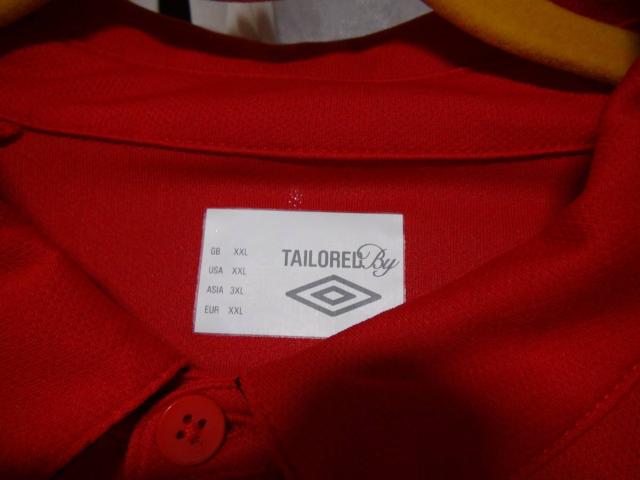 TAILORED By
GB XXL
USA XXL
ASIA 3XL
EUR XXL